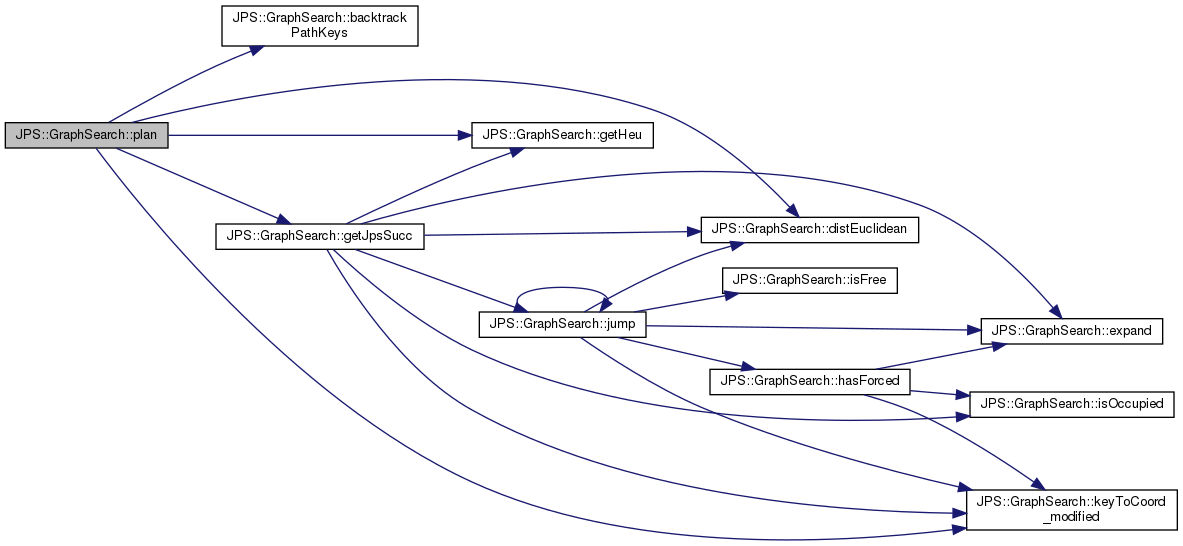 JPS::GraphSearch::backtrack
PathKeys
JPS::GraphSearch::plan
JPS::GraphSearch::getHeu
JPS::GraphSearch::getJpsSucc
JPS::GraphSearch::distEuclidean
JPS::GraphSearch::isFree
JPS::GraphSearch::jump
JPS::GraphSearch::expand
JPS::GraphSearch::hasForced
JPS::GraphSearch::isOccupied
JPS::GraphSearch::keyToCoord
_modified